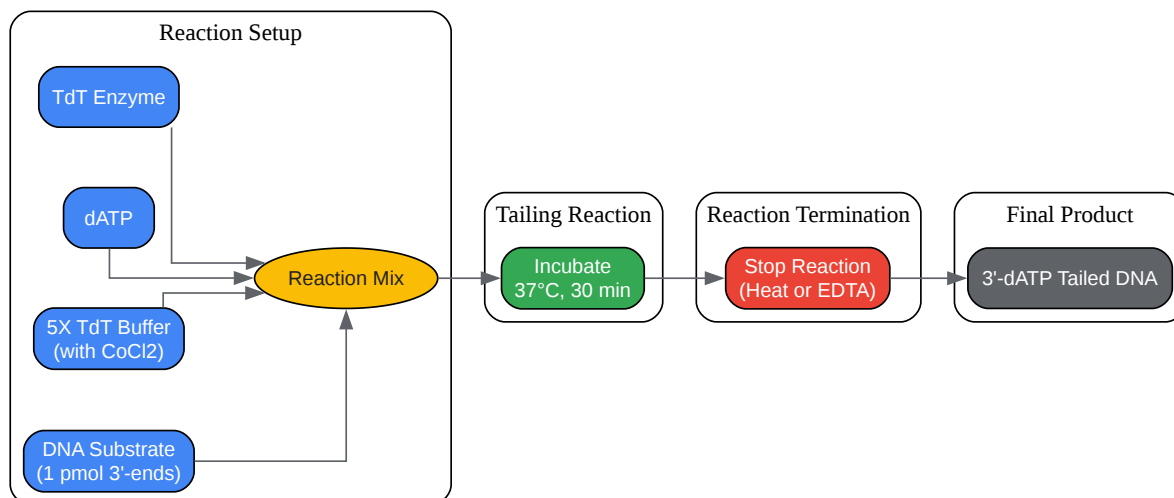 Reaction Setup
TdT Enzyme
dATP
5X TdT Buffer
(with CoCl2)
DNA Substrate
(1 pmol 3'-ends)
Reaction Mix
Tailing Reaction
Incubate
37°C, 30 min
Reaction Termination
Stop Reaction
(Heat or EDTA)
Final Product
3'-dATP Tailed DNA